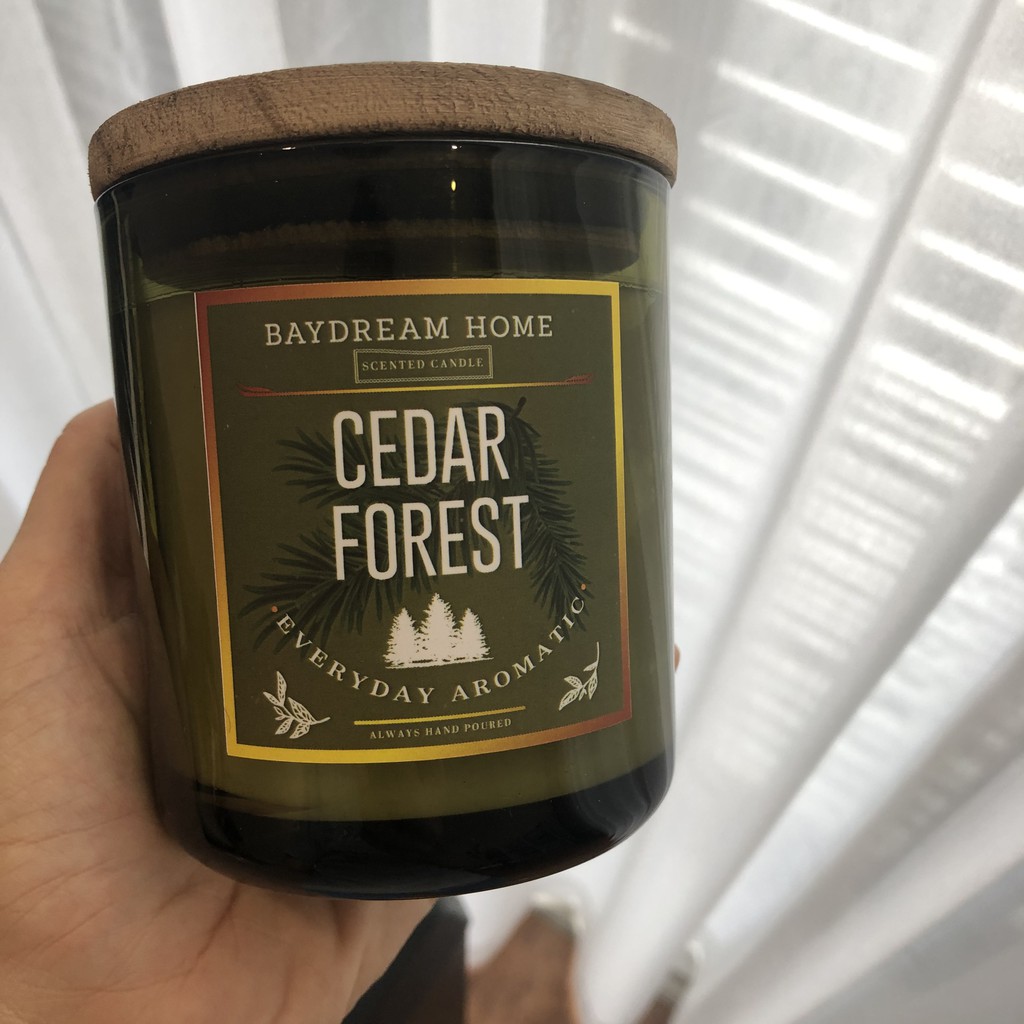 BAYDREAM HOME
SCENTED CANDLE
CEDAR
FOREST
EVERYDAY AROMATIC
ALWAYS HAND POURED